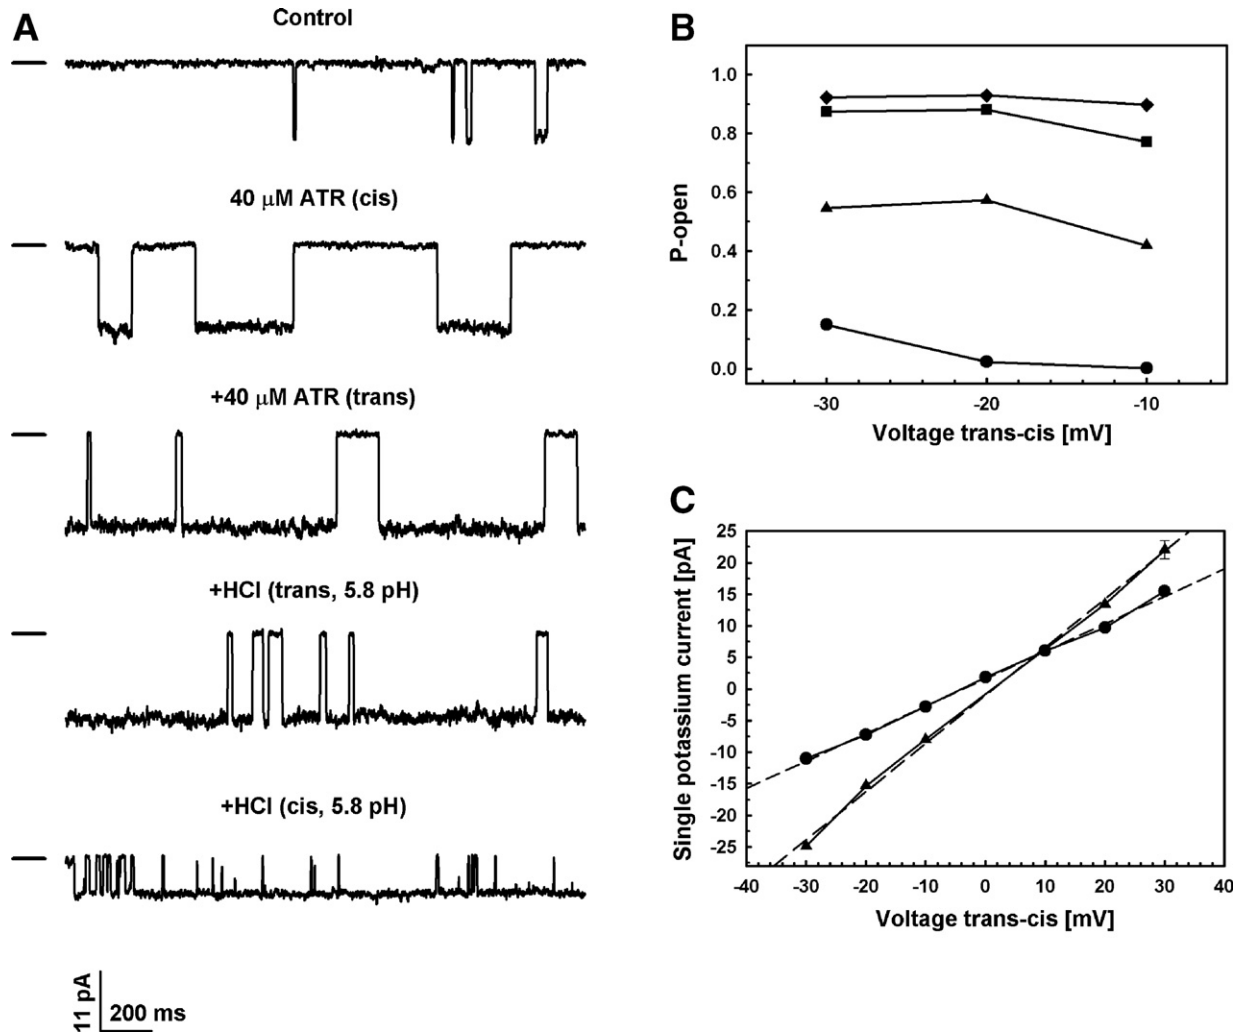 A
Control
40 μM ATR (cis)
+40 μM ATR (trans)
+HCl (trans, 5.8 pH)
+HCl (cis, 5.8 pH)
11 pA
200 ms
B
P-open
1.0
0.8
0.6
0.4
0.2
0.0
-30 -20 -10
Voltage trans-cis [mV]
C
Single potassium current [pA]
25
20
15
10
5
0
-5
-10
-15
-20
-25
-40 -30 -20 -10 0 10 20 30 40
Voltage trans-cis [mV]